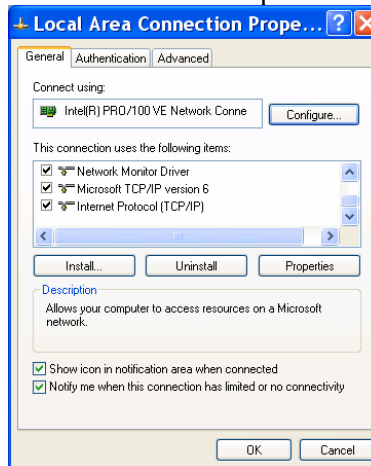 Local Area Connection Prope...
General Authentication Advanced
Connect using:
Intel(R) PRO/100 VE Network Conne Configure...
This connection uses the following items:
Network Monitor Driver
Microsoft TCP/IP version 6
Internet Protocol (TCP/IP)
Install... Uninstall Properties
Description
Allows your computer to access resources on a Microsoft
network.
Show icon in notification area when connected
Notify me when this connection has limited or no connectivity
OK Cancel